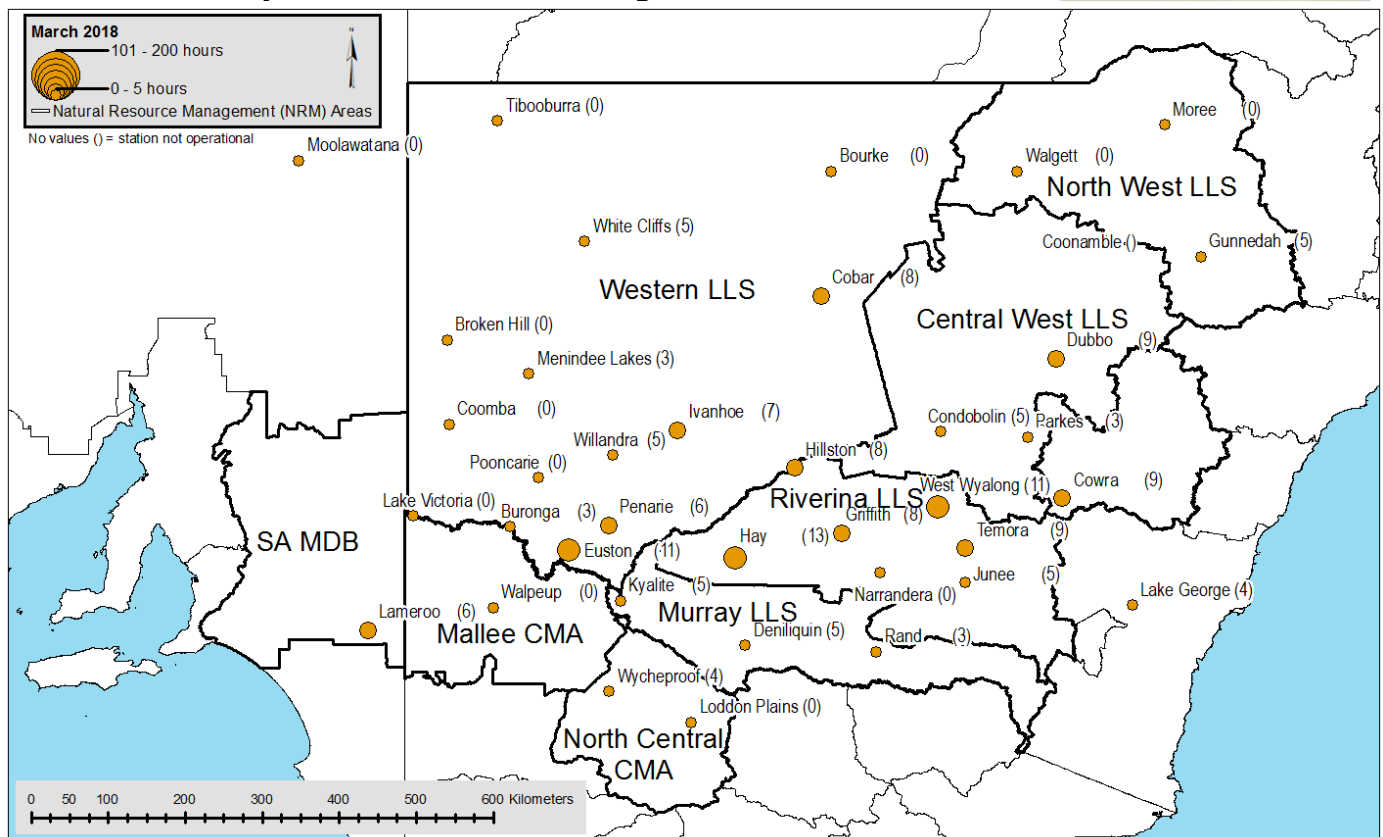 March 2018
N
101 - 200 hours
0 - 5 hours
Natural Resource Management (NRM) Areas
No values () = station not operational
Tibooburra (0)
Moree (0)
Moolawatana (0)
Bourke (0)
Walgett (0)
North West LLS
White Cliffs (5)
Coonamble ()
Gunnedah (5)
Cobar (8)
Western LLS
Central West LLS
Broken Hill (0)
Dubbo (9)
Menindee Lakes (3)
Coomba (0)
Ivanhoe (7)
Condobolin (5)
Parkes (3)
Willandra (5)
Hillston (8)
Pooncarie (0)
Cowra (9)
West Wyalong (11)
Lake Victoria (0)
Riverina LLS
Buronga (3)
Penarie (6)
Griffith (8)
SA MDB
Temora (9)
Hay (13)
Euston (11)
Junee (5)
Kyalite (5)
Walpeup (0)
Narrandera (0)
Lake George (4)
Lameroo (6)
Murray LLS
Mallee CMA
Deniliquin (5)
Rand (3)
Wycheproof (4)
Loddon Plains (0)
North Central
CMA
0 50 100 200 300 400 500 600 Kilometers